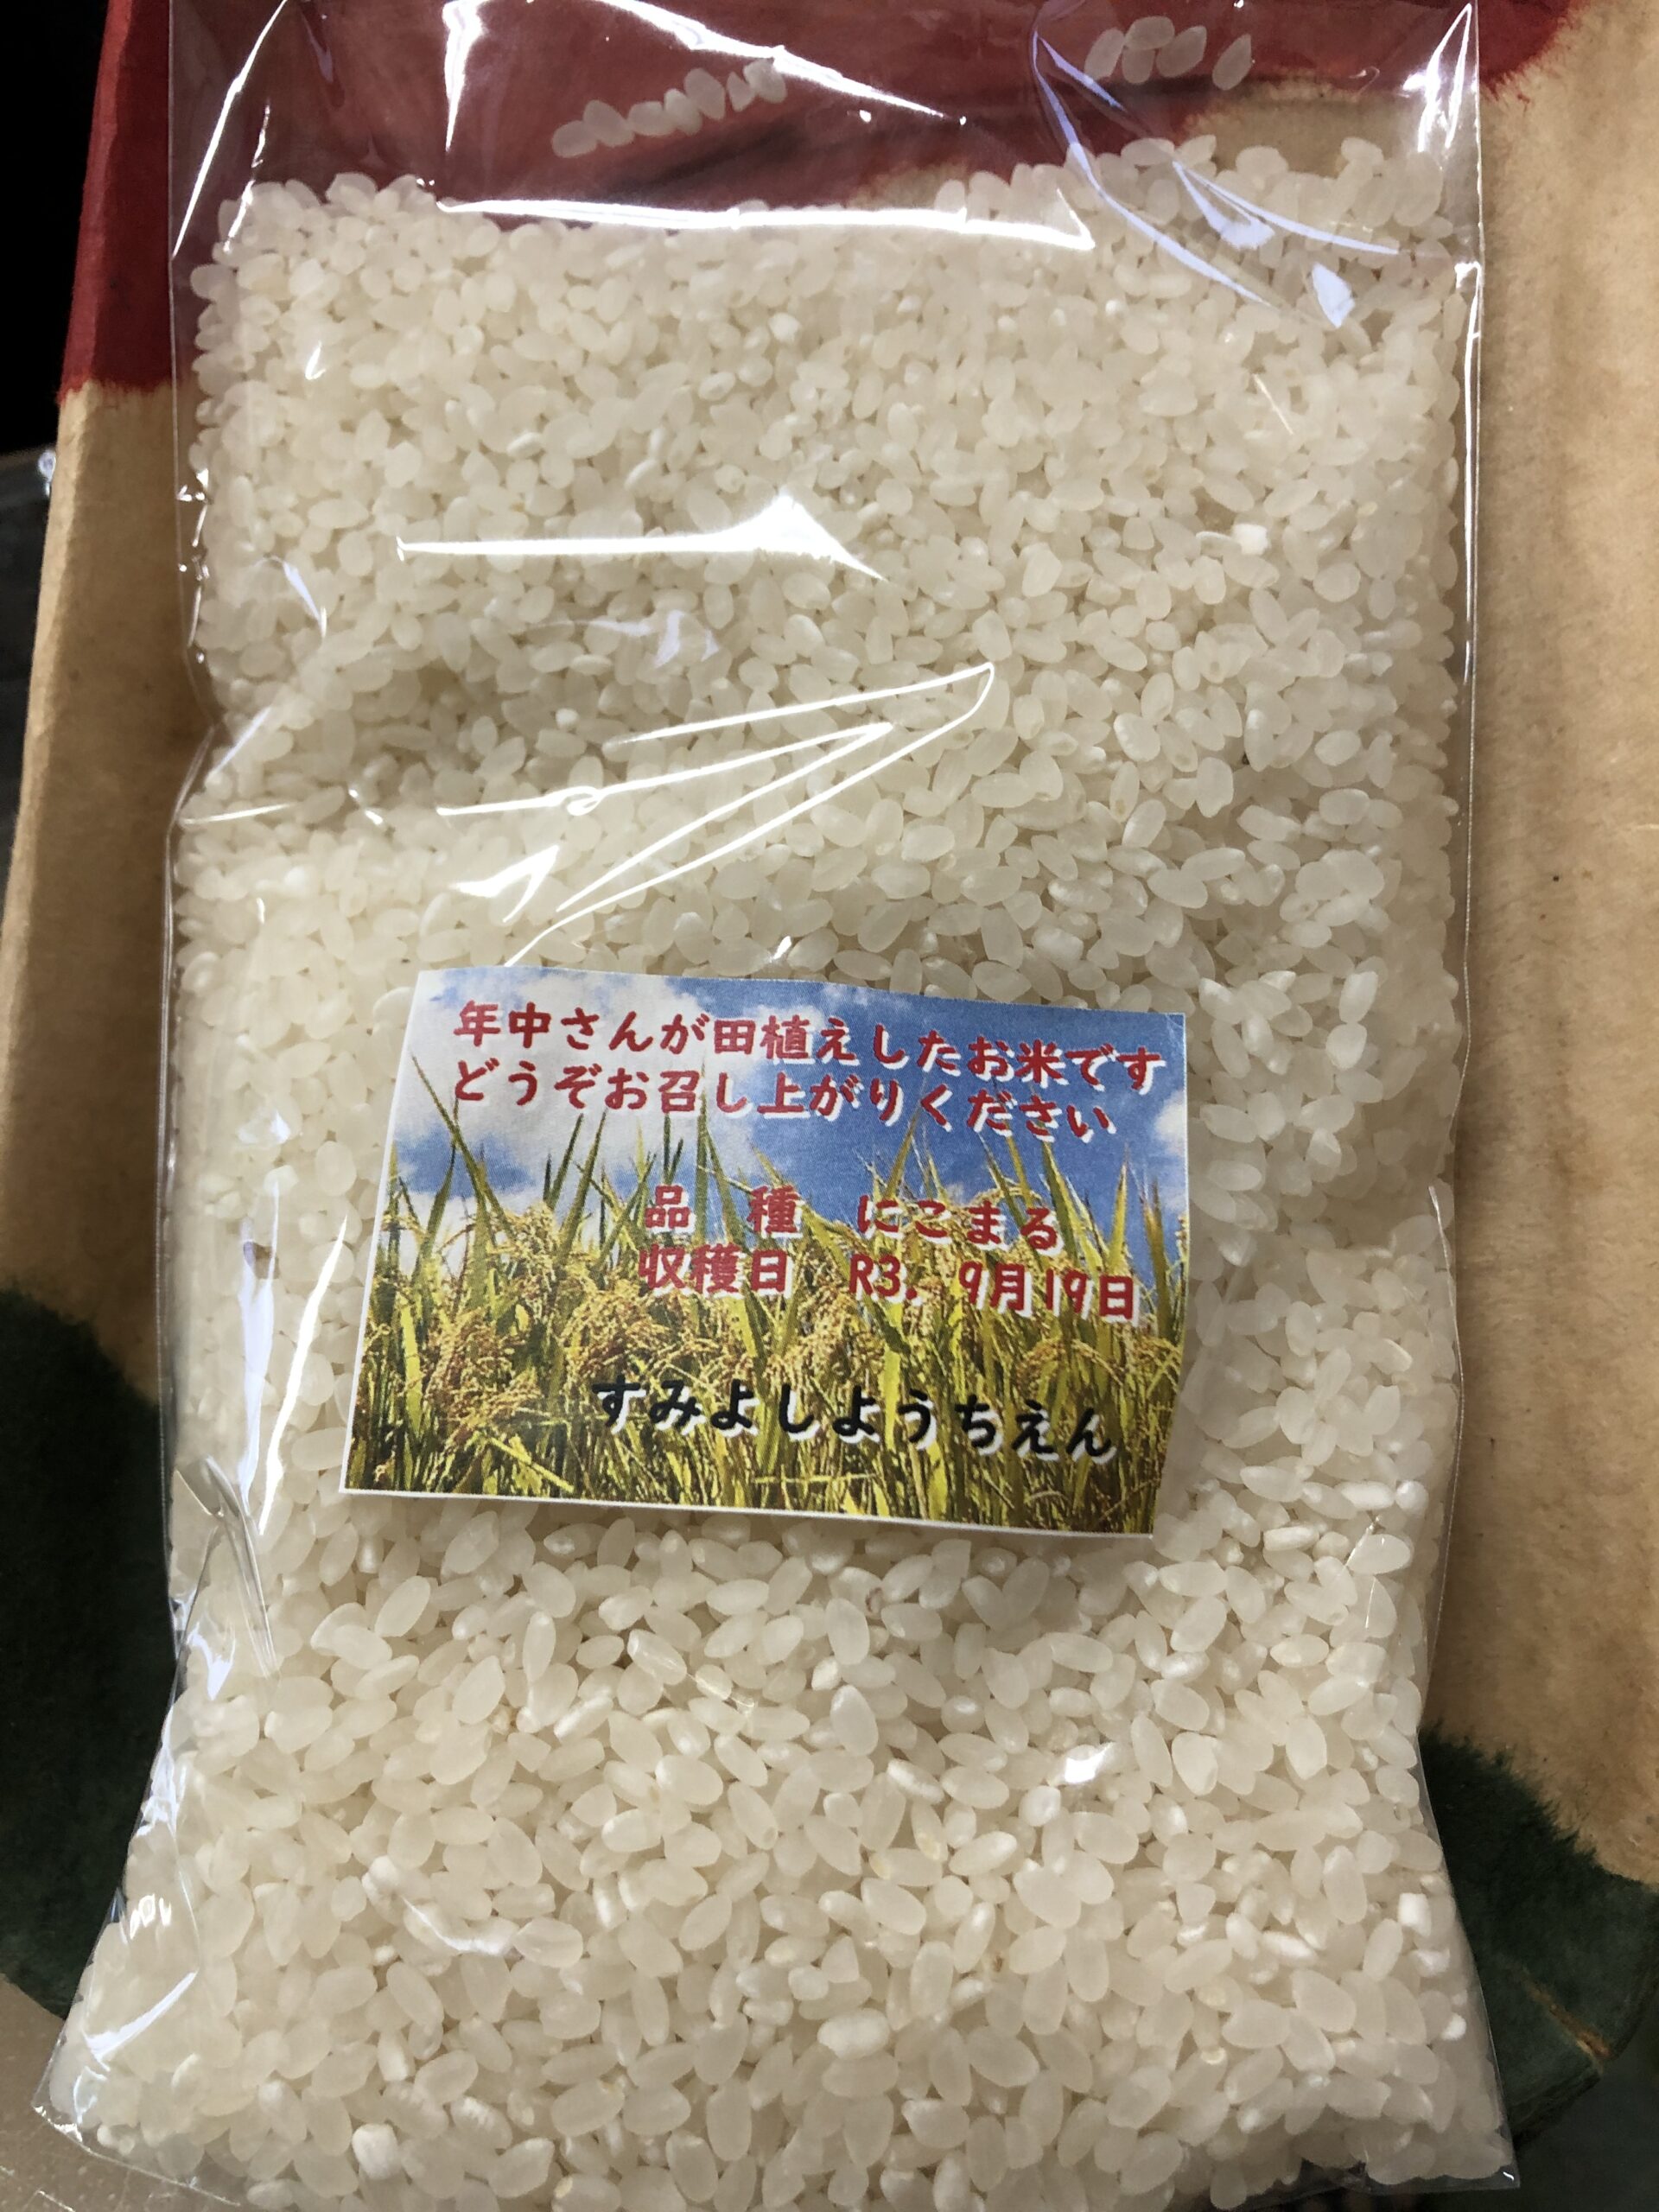 年中さんが田植えしたお米です
どうぞお召し上がりください
品　種　にこまる
収穫日　R3．9月19日
すみよしようちえん